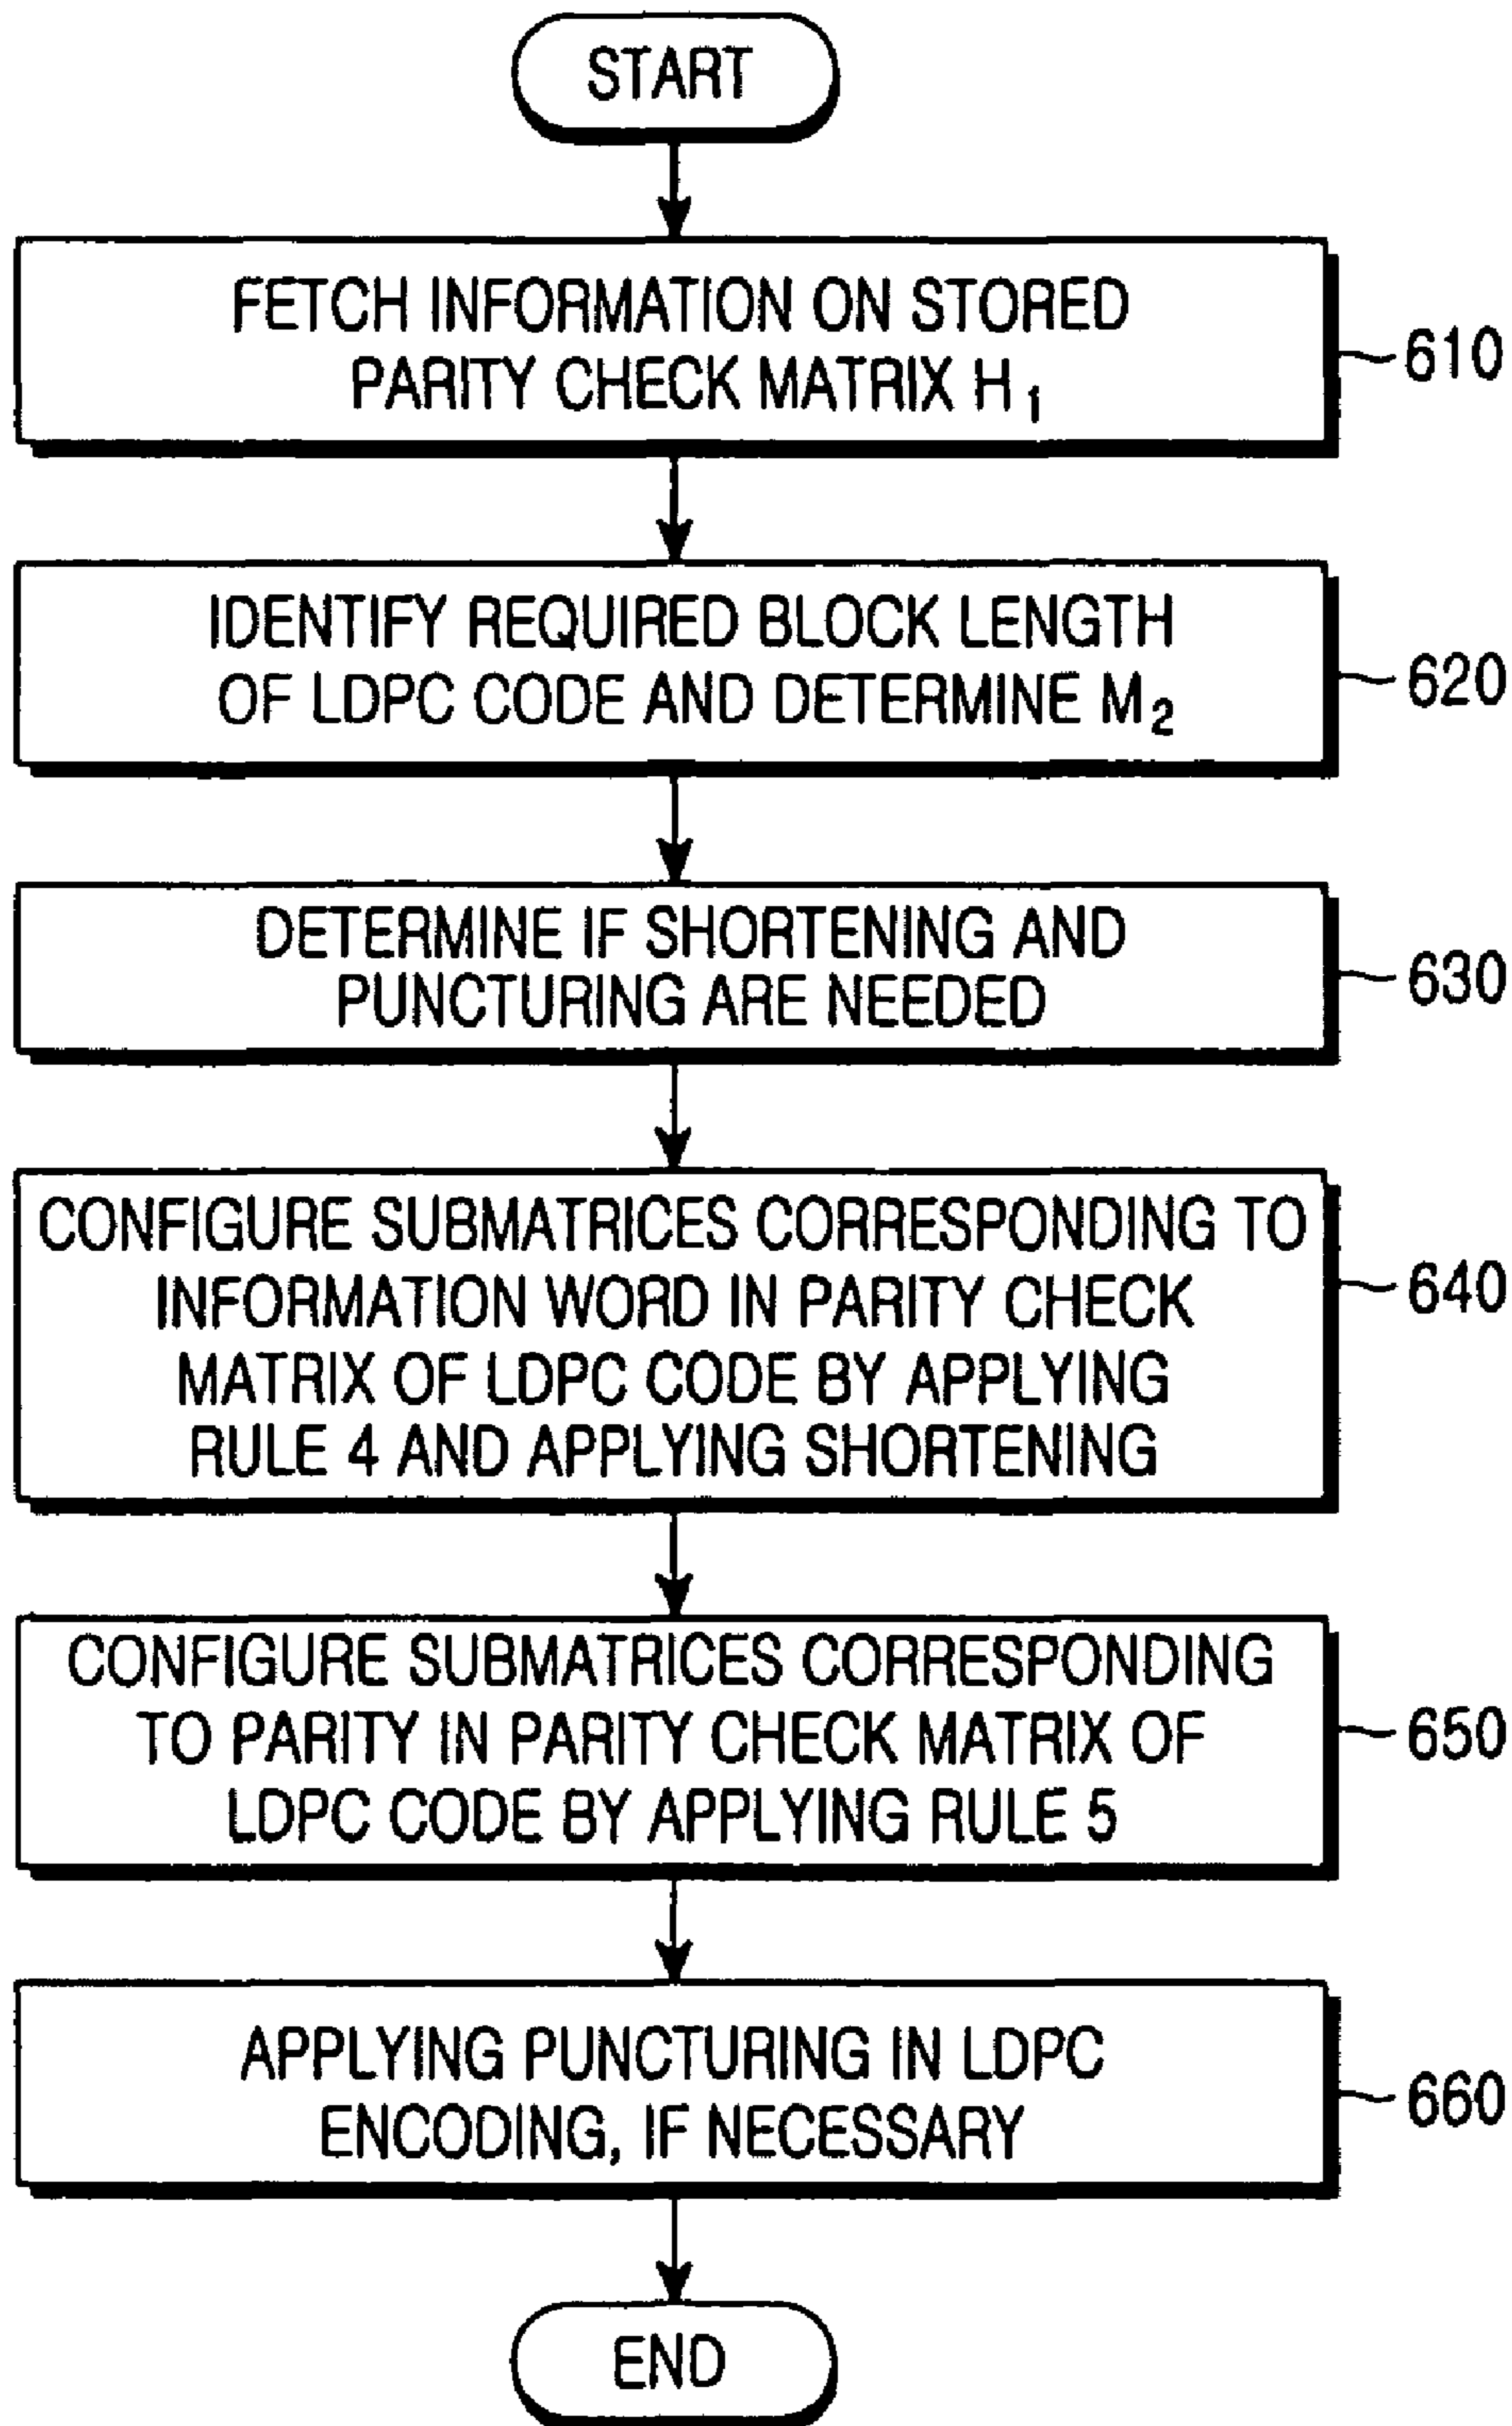 START
FETCH INFORMATION ON STORED
PARITY CHECK MATRIX H₁
610
IDENTIFY REQUIRED BLOCK LENGTH
OF LDPC CODE AND DETERMINE M₂
620
DETERMINE IF SHORTENING AND
PUNCTURING ARE NEEDED
630
CONFIGURE SUBMATRICES CORRESPONDING TO
INFORMATION WORD IN PARITY CHECK
MATRIX OF LDPC CODE BY APPLYING
RULE 4 AND APPLYING SHORTENING
640
CONFIGURE SUBMATRICES CORRESPONDING
TO PARITY IN PARITY CHECK MATRIX OF
LDPC CODE BY APPLYING RULE 5
650
APPLYING PUNCTURING IN LDPC
ENCODING, IF NECESSARY
660
END